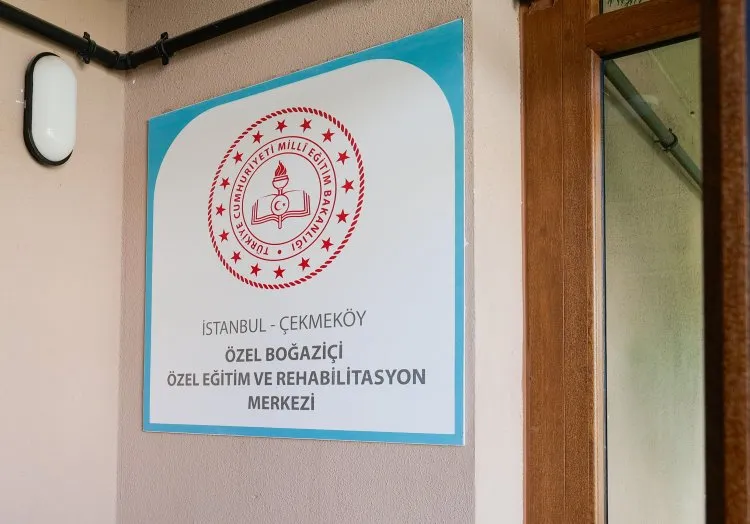 TÜRKİYE CUMHURİYETİ MİLLİ EĞİTİM BAKANLIĞI
İSTANBUL - ÇEKMEKÖY
ÖZEL BOĞAZİÇİ
ÖZEL EĞİTİM VE REHABİLİTASYON
MERKEZİ